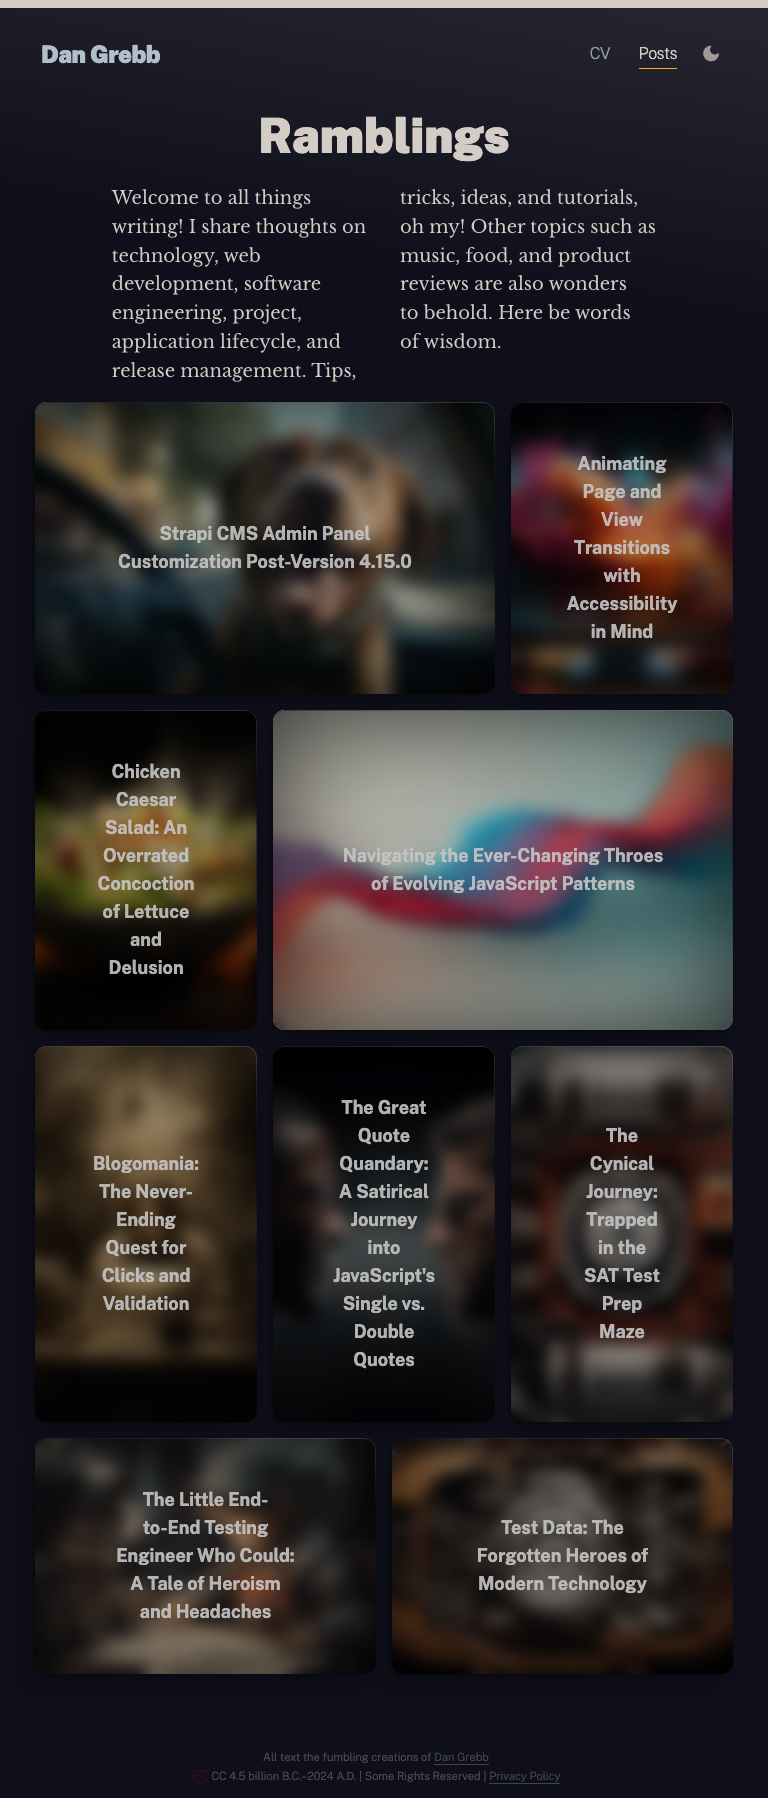 Dan Grebb
CV
Posts
Ramblings
Welcome to all things
writing! I share thoughts on
technology, web
development, software
engineering, project,
application lifecycle, and
release management. Tips,
tricks, ideas, and tutorials,
oh my! Other topics such as
music, food, and product
reviews are also wonders
to behold. Here be words
of wisdom.
Strapi CMS Admin Panel
Customization Post-Version 4.15.0
Animating
Page and
View
Transitions
with
Accessibility
in Mind
Chicken
Caesar
Salad: An
Overrated
Concoction
of Lettuce
and
Delusion
Navigating the Ever-Changing Throes
of Evolving JavaScript Patterns
Blogomania:
The Never-
Ending
Quest for
Clicks and
Validation
The Great
Quote
Quandary:
A Satirical
Journey
into
JavaScript's
Single vs.
Double
Quotes
The
Cynical
Journey:
Trapped
in the
SAT Test
Prep
Maze
The Little End-
to-End Testing
Engineer Who Could:
A Tale of Heroism
and Headaches
Test Data: The
Forgotten Heroes of
Modern Technology
All text the fumbling creations of Dan Grebb
CC 4.5 billion B.C.–2024 A.D. | Some Rights Reserved | Privacy Policy